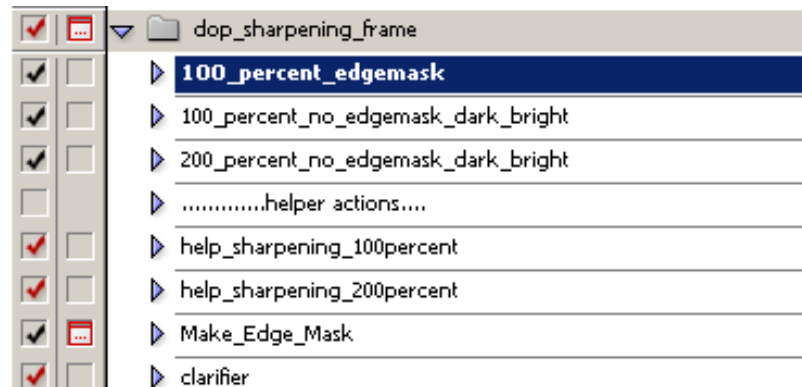 dop_sharpening_frame
100_percent_edgemask
100_percent_no_edgemask_dark_bright
200_percent_no_edgemask_dark_bright
.............helper actions....
help_sharpening_100percent
help_sharpening_200percent
Make_Edge_Mask
clarifier